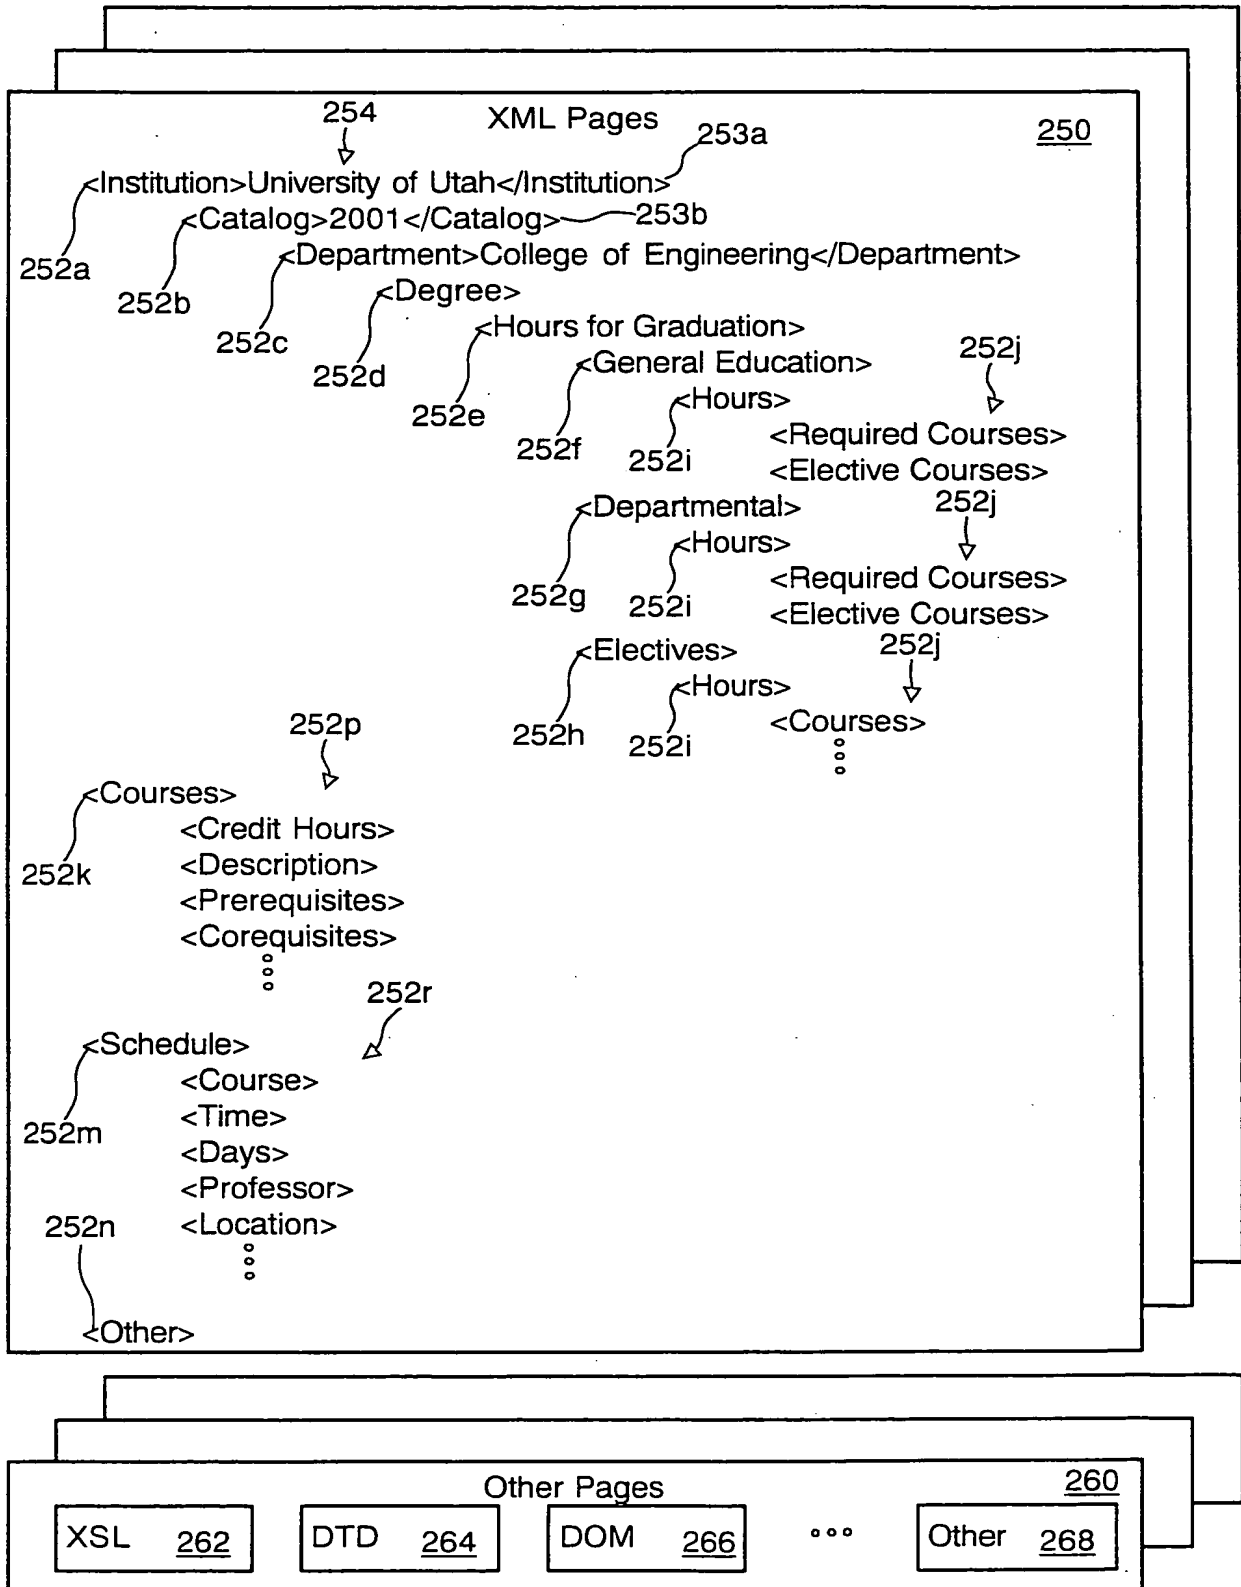 254 XML Pages 250
253a
<Institution>University of Utah</Institution>
<Catalog>2001</Catalog> 253b
252a <Department>College of Engineering</Department>
252b <Degree>
252c <Hours for Graduation>
252d <General Education> 252j
252e <Hours>
252f 252i <Required Courses>
<Elective Courses>
<Departmental> 252j
<Hours>
252g 252i <Required Courses>
<Elective Courses>
<Electives> 252j
<Hours>
252p 252h 252i <Courses>
<Courses>
<Credit Hours>
252k <Description>
<Prerequisites>
<Corequisites>
252r
<Schedule>
<Course>
252m <Time>
<Days>
<Professor>
252n <Location>
<Other>
Other Pages 260
XSL 262 DTD 264 DOM 266 Other 268